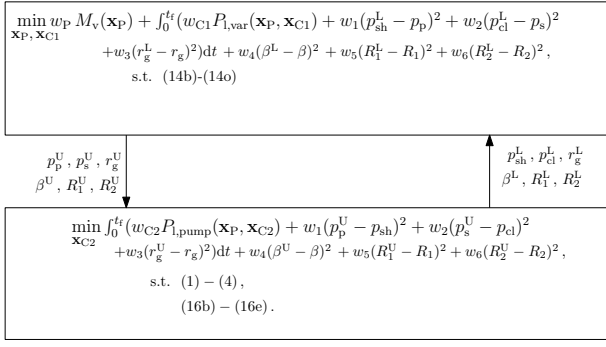 min w_P M_v(x_P) + ∫_0^{t_f} (w_{C1} P_{l,var}(x_P, x_{C1}) + w_1(p_{sh}^L − p_p)^2 + w_2(p_{cl}^L − p_s)^2
x_P, x_{C1}
+w_3(r_g^L − r_g)^2)dt + w_4(β^L − β)^2 + w_5(R_1^L − R_1)^2 + w_6(R_2^L − R_2)^2 ,
s.t. (14b)-(14o)
p_p^U , p_s^U , r_g^U
β^U , R_1^U , R_2^U
p_{sh}^L , p_{cl}^L , r_g^L
β^L , R_1^L , R_2^L
min ∫_0^{t_f} (w_{C2} P_{l,pump}(x_P, x_{C2}) + w_1(p_p^U − p_{sh})^2 + w_2(p_s^U − p_{cl})^2
x_{C2}
+w_3(r_g^U − r_g)^2)dt + w_4(β^U − β)^2 + w_5(R_1^U − R_1)^2 + w_6(R_2^U − R_2)^2 ,
s.t. (1) − (4) ,
(16b) − (16e) .